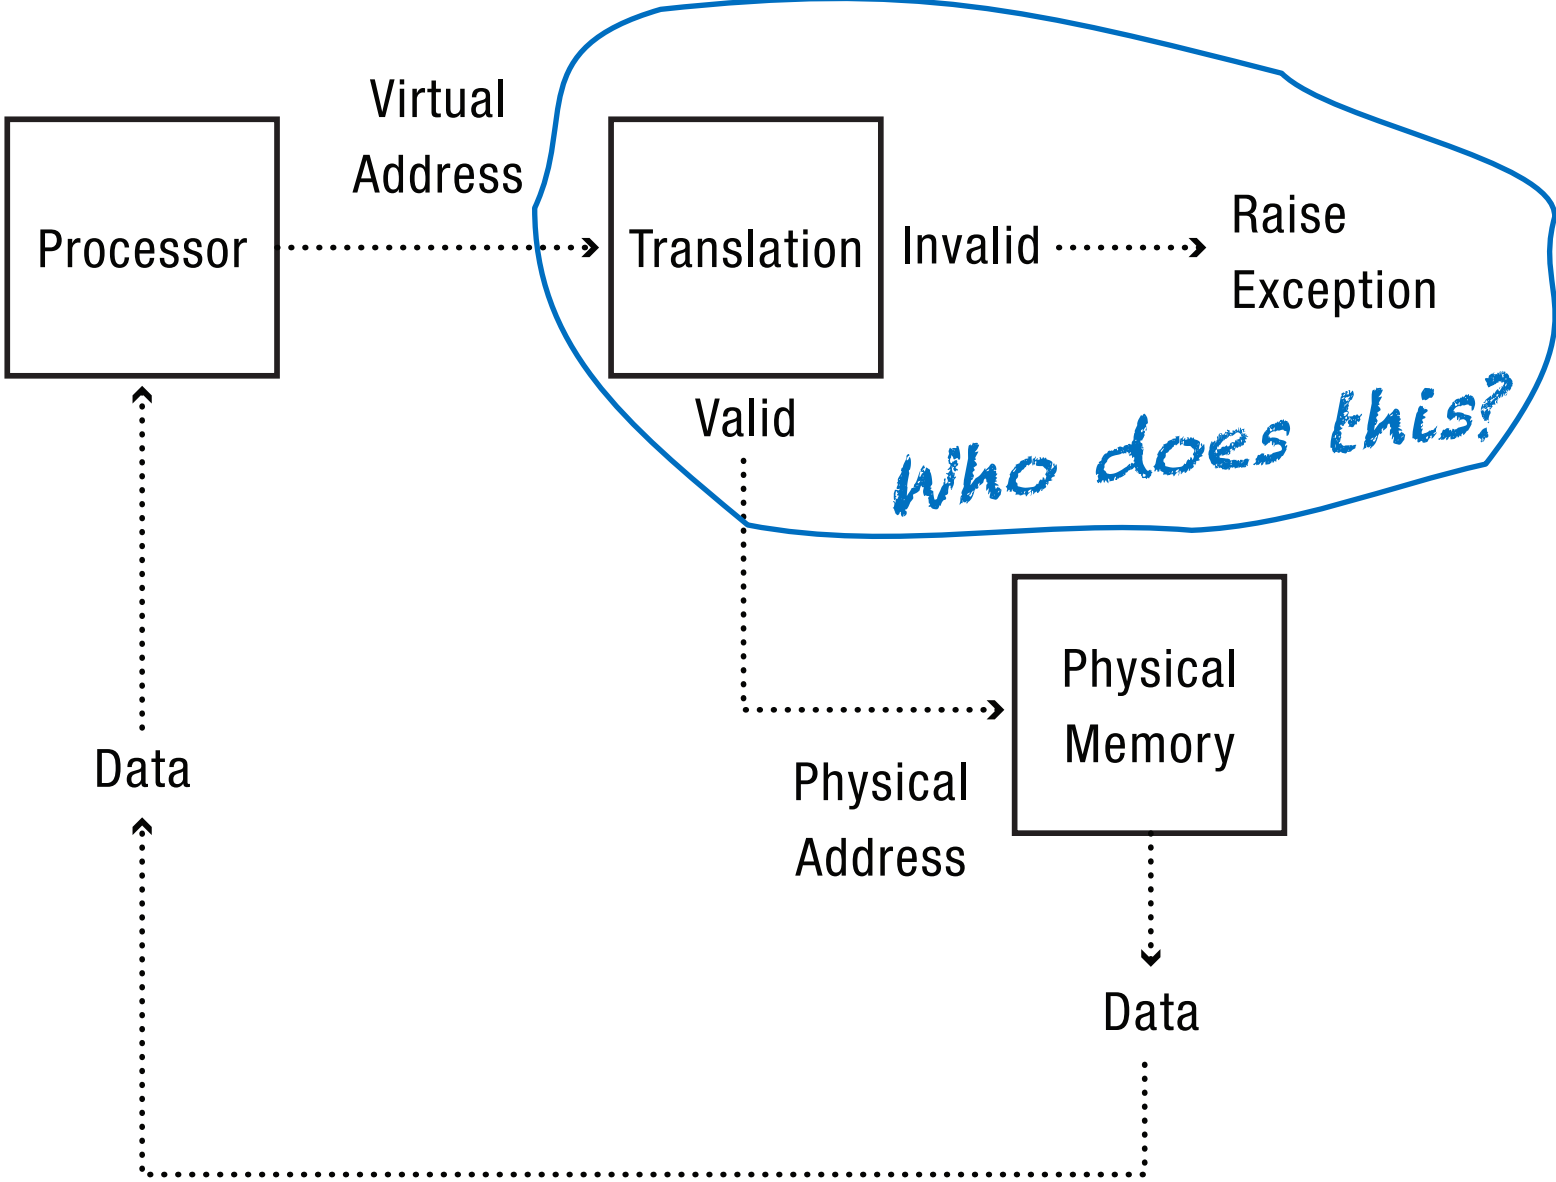 Virtual
Address
Processor
Translation
Invalid
Raise
Exception
Valid
Who does this?
Physical
Memory
Physical
Address
Data
Data